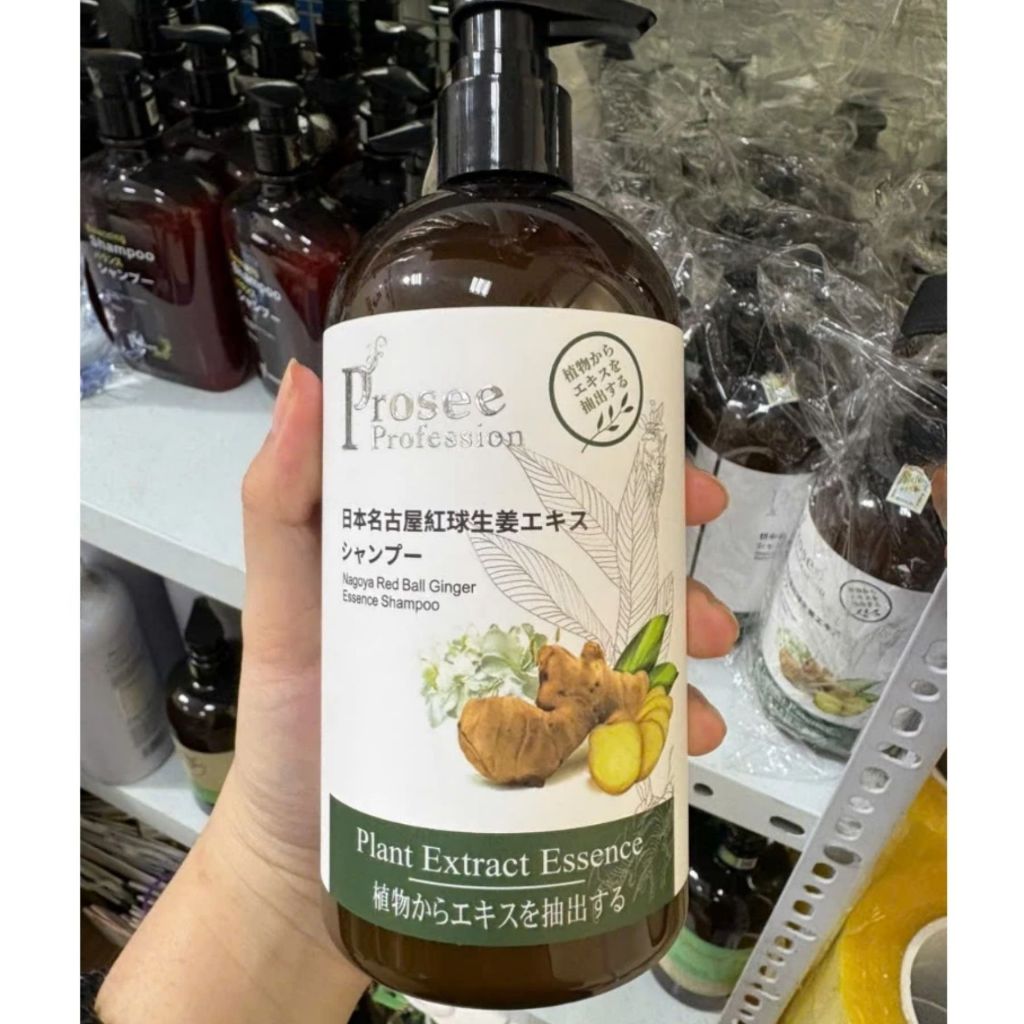 Prosee
Profession
植物から
エキスを
抽出する
日本名古屋紅球生姜エキス
シャンプー
Nagoya Red Ball Ginger
Essence Shampoo
Plant Extract Essence
植物からエキスを抽出する
Shampoo
シャンプー